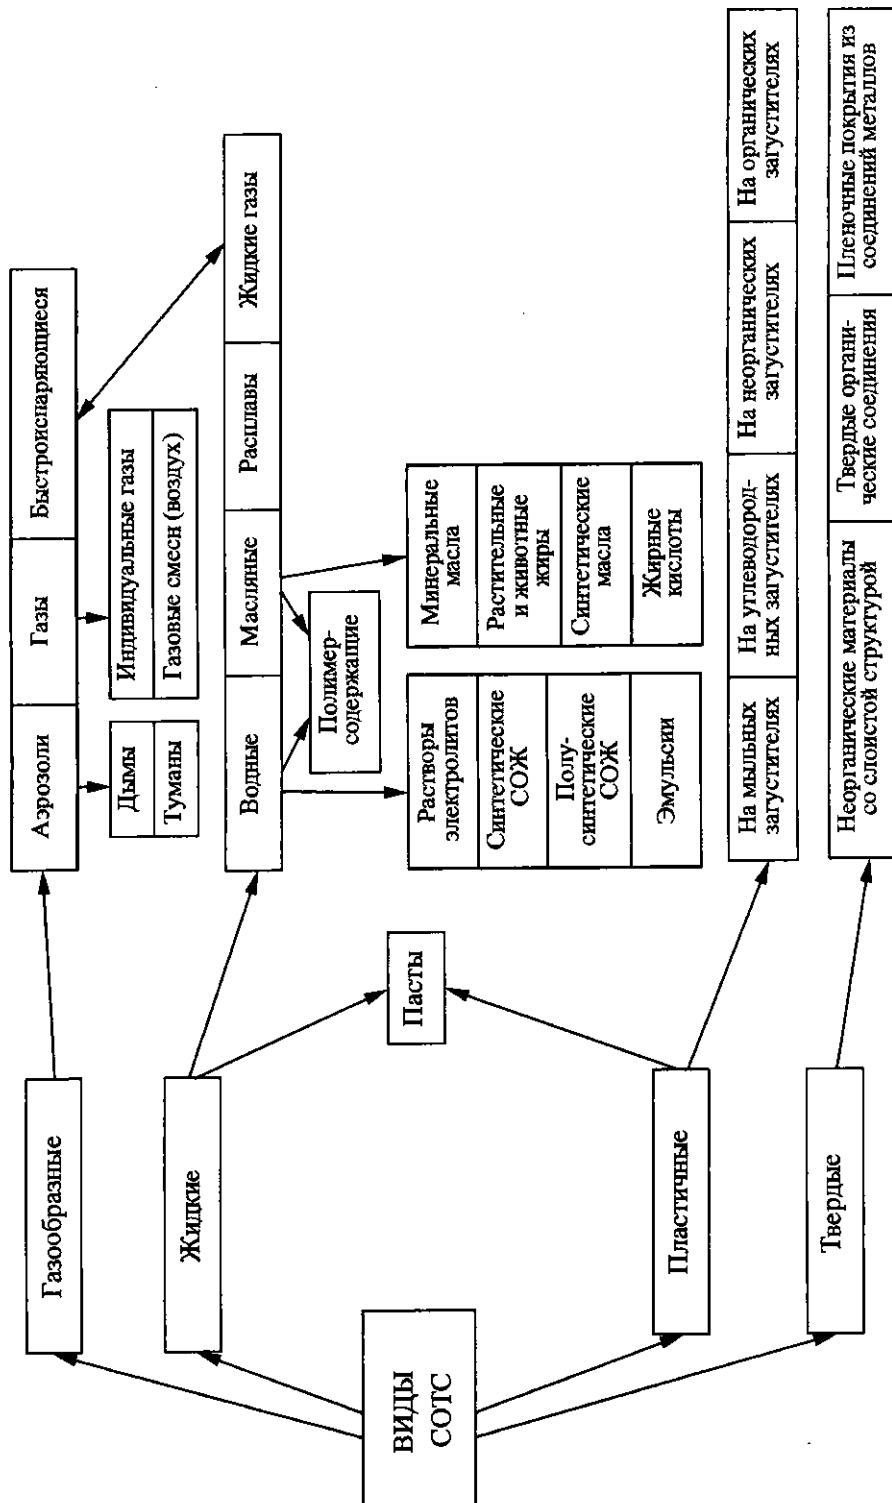 ВИДЫ
СОТС
Газообразные
Жидкие
Пластичные
Твердые
Пасты
Аэрозоли
Газы
Быстроиспаряющиеся
Дымы
Туманы
Индивидуальные газы
Газовые смеси (воздух)
Водные
Масляные
Расплавы
Жидкие газы
Полимер-
содержащие
Растворы
электролитов
Синтетические
СОЖ
Полу-
синтетические
СОЖ
Эмульсии
Минеральные
масла
Растительные
и животные
жиры
Синтетические
масла
Жирные
кислоты
На мыльных
загустителях
На углеводород-
ных загустителях
На неорганических
загустителях
На органических
загустителях
Неорганические материалы
со слоистой структурой
Твердые органи-
ческие соединения
Пленочные покрытия из
соединений металлов